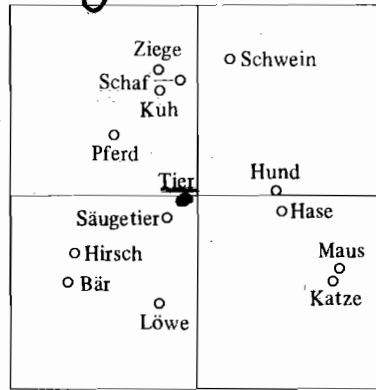 Ziege
Schwein
Schaf
Kuh
Pferd
Tier
Hund
Säugetier
Hase
Hirsch
Maus
Bär
Katze
Löwe